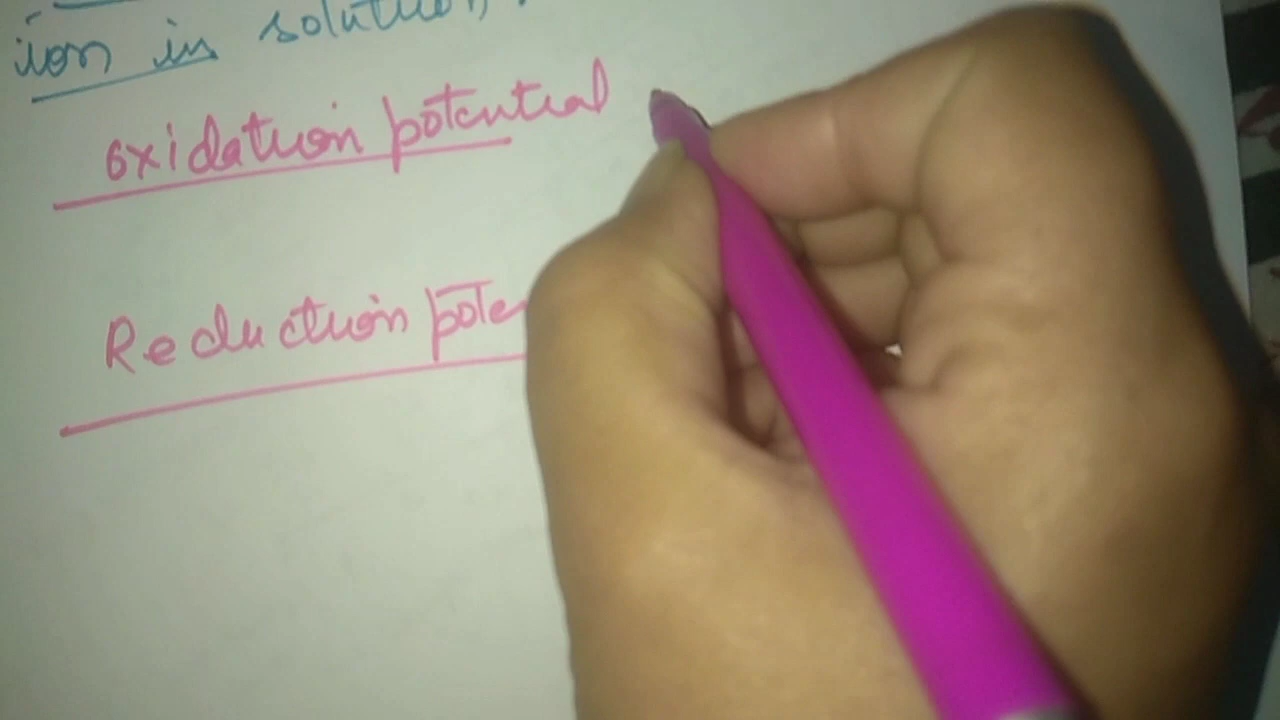 ion in solution.
oxidation potential
Reduction pote